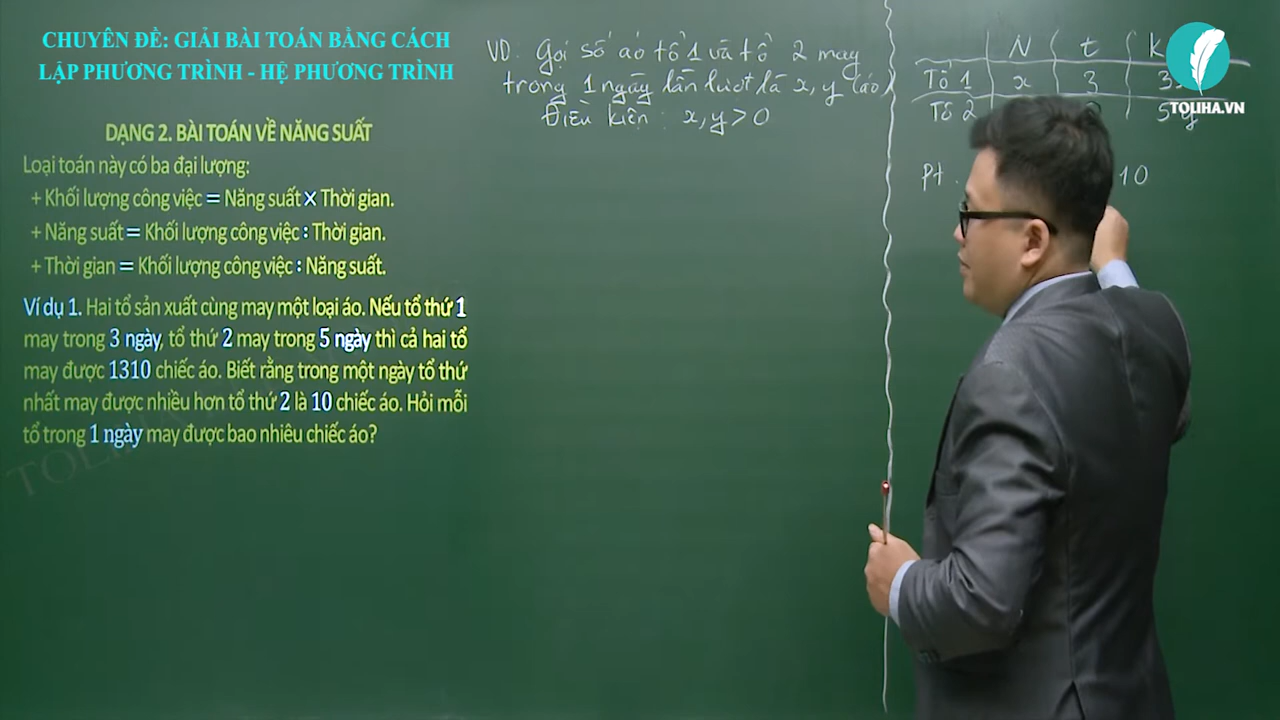 CHUYÊN ĐỀ: GIẢI BÀI TOÁN BẰNG CÁCH
LẬP PHƯƠNG TRÌNH - HỆ PHƯƠNG TRÌNH
DẠNG 2. BÀI TOÁN VỀ NĂNG SUẤT
Loại toán này có ba đại lượng:
+ Khối lượng công việc = Năng suất × Thời gian.
+ Năng suất = Khối lượng công việc : Thời gian.
+ Thời gian = Khối lượng công việc : Năng suất.
Ví dụ 1. Hai tổ sản xuất cùng may một loại áo. Nếu tổ thứ 1
may trong 3 ngày, tổ thứ 2 may trong 5 ngày thì cả hai tổ
may được 1310 chiếc áo. Biết rằng trong một ngày tổ thứ
nhất may được nhiều hơn tổ thứ 2 là 10 chiếc áo. Hỏi mỗi
tổ trong 1 ngày may được bao nhiêu chiếc áo?
VD. Gọi số áo tổ 1 và tổ 2 may
trong 1 ngày lần lượt là x, y (áo)
Điều kiện: x, y > 0
N t K
Tổ 1 x 3 3
Tổ 2 5 y
Pt. 10
TOLIHA.VN